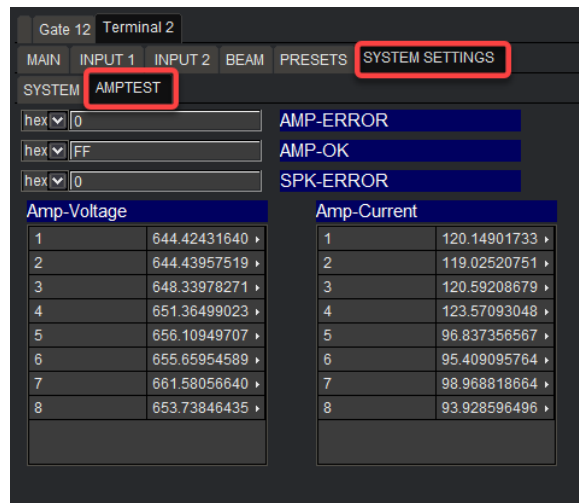 Gate 12 Terminal 2
MAIN INPUT 1 INPUT 2 BEAM PRESETS SYSTEM SETTINGS
SYSTEM AMPTEST
hex 0 AMP-ERROR
hex FF AMP-OK
hex 0 SPK-ERROR
Amp-Voltage
1 644.42431640
2 644.43957519
3 648.33978271
4 651.36499023
5 656.10949707
6 655.65954589
7 661.58056640
8 653.73846435
Amp-Current
1 120.14901733
2 119.02520751
3 120.59208679
4 123.57093048
5 96.837356567
6 95.409095764
7 98.968818664
8 93.928596496